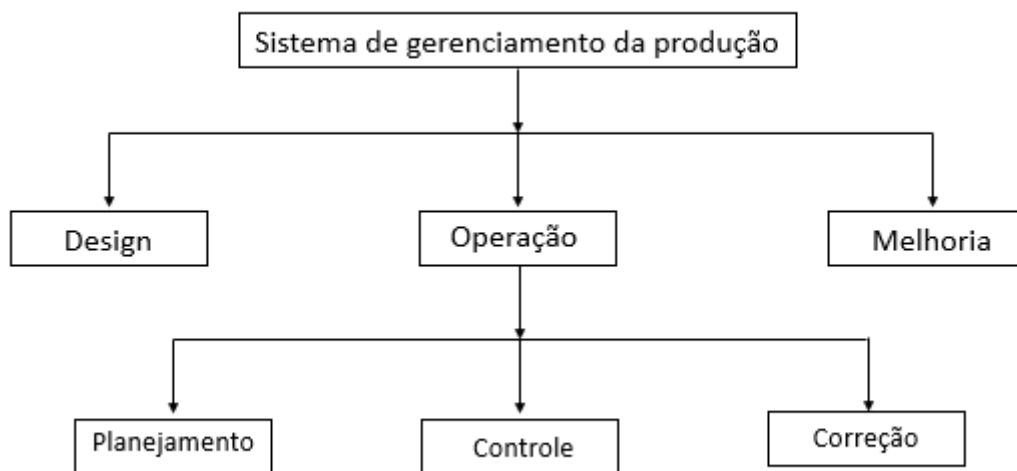 Sistema de gerenciamento da produção
Design
Operação
Melhoria
Planejamento
Controle
Correção